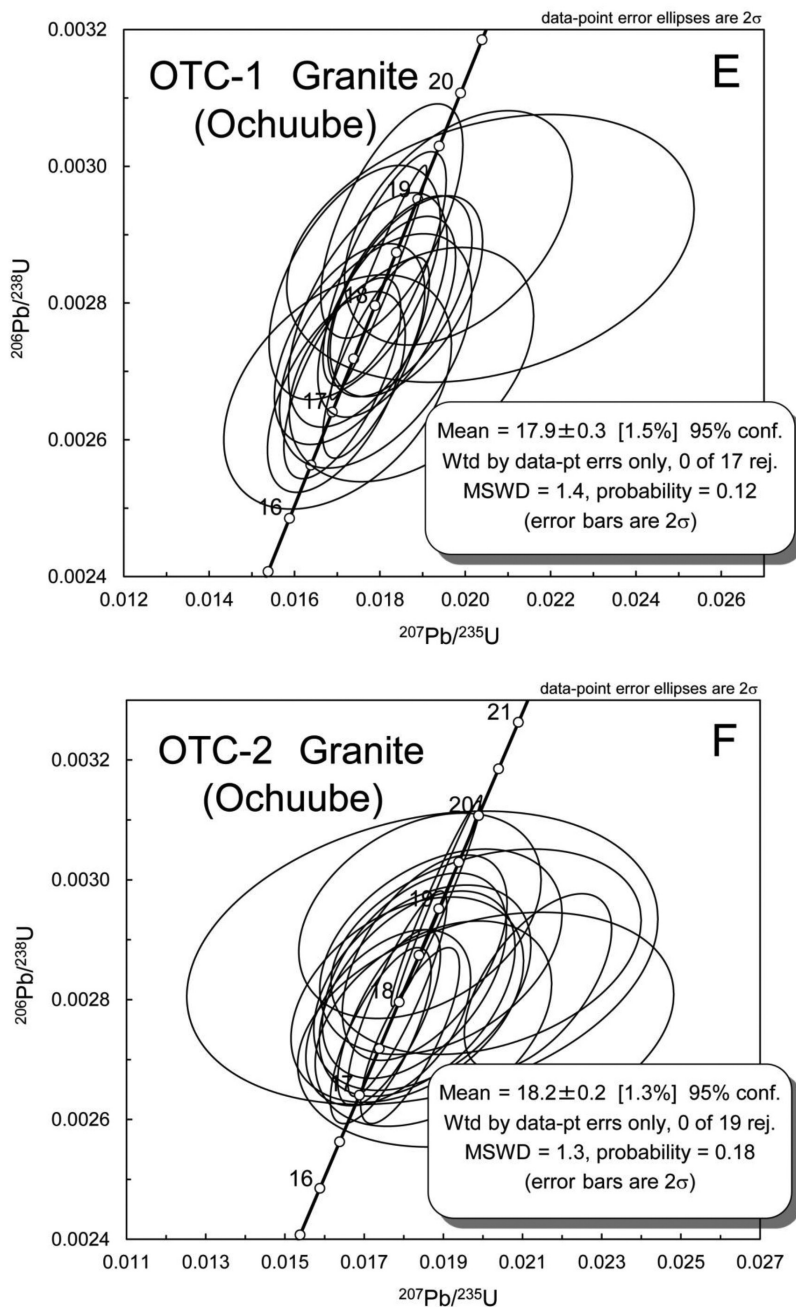 data-point error ellipses are 2σ
0.0032
OTC-1 Granite
(Ochuube)
E
20
0.0030
19
0.0028
18
17
0.0026
16
0.0024
²⁰⁶Pb/²³⁸U
Mean = 17.9±0.3 [1.5%] 95% conf.
Wtd by data-pt errs only, 0 of 17 rej.
MSWD = 1.4, probability = 0.12
(error bars are 2σ)
0.012 0.014 0.016 0.018 0.020 0.022 0.024 0.026
²⁰⁷Pb/²³⁵U
data-point error ellipses are 2σ
21
OTC-2 Granite
(Ochuube)
F
0.0032
20
0.0030
19
0.0028
18
17
0.0026
16
0.0024
²⁰⁶Pb/²³⁸U
Mean = 18.2±0.2 [1.3%] 95% conf.
Wtd by data-pt errs only, 0 of 19 rej.
MSWD = 1.3, probability = 0.18
(error bars are 2σ)
0.011 0.013 0.015 0.017 0.019 0.021 0.023 0.025 0.027
²⁰⁷Pb/²³⁵U